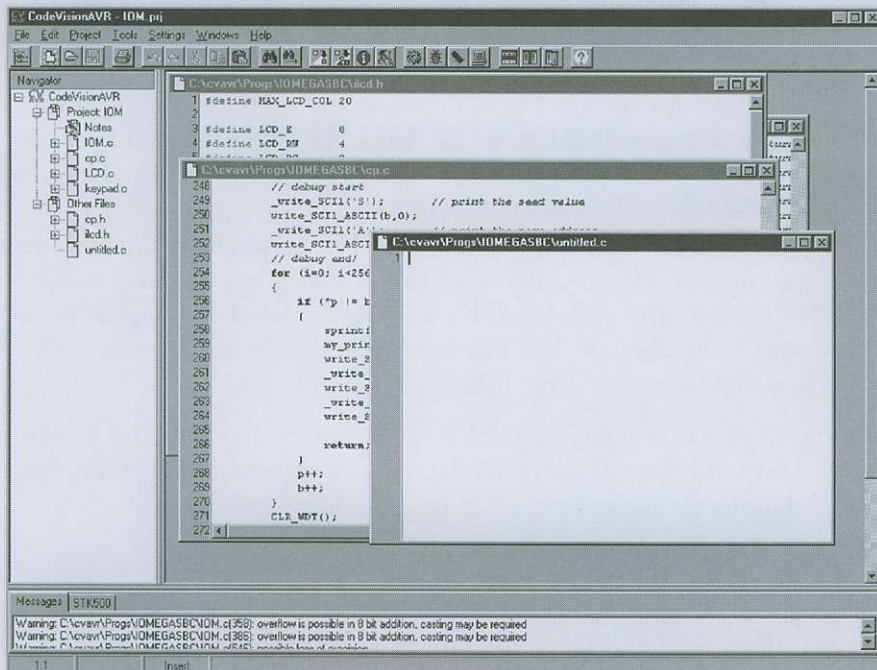 CodeVisionAVR - IOM.prj
File Edit Project Tools Settings Windows Help
Navigator
CodeVisionAVR
Project: IOM
Notes
IOM.c
cp.c
LCD.c
keypad.c
Other Files
cp.h
ilcd.h
untitled.c
C:\cvavr\Progs\IOMEGASBC\ilcd.h
1 #define MAX_LCD_COL 20
2
3 #define LCD_E 8
4 #define LCD_RW 4
C:\cvavr\Progs\IOMEGASBC\cp.c
248 // debug start
249 _write_SCI1('S'); // print the seed value
250 write_SCI1_ASCII(b,0);
251 _write_SCI1('A');
252 write_SCI1_ASCI
253 // debug end!
254 for (i=0; i<256
255 {
256 if (*p != b
257 {
258 sprintf
259 my_prin
260 write_S
261 _write_
262 write_S
263 _write_
264 write_S
265
266 return;
267 }
268 p++;
269 b++;
270 }
271 CLR_WDT();
272
C:\cvavr\Progs\IOMEGASBC\untitled.c
1
Messages STK500
Warning: C:\cvavr\Progs\IOMEGASBC\IOM.c(358): overflow is possible in 8 bit addition, casting may be required
Warning: C:\cvavr\Progs\IOMEGASBC\IOM.c(386): overflow is possible in 8 bit addition, casting may be required
1:1 Insert